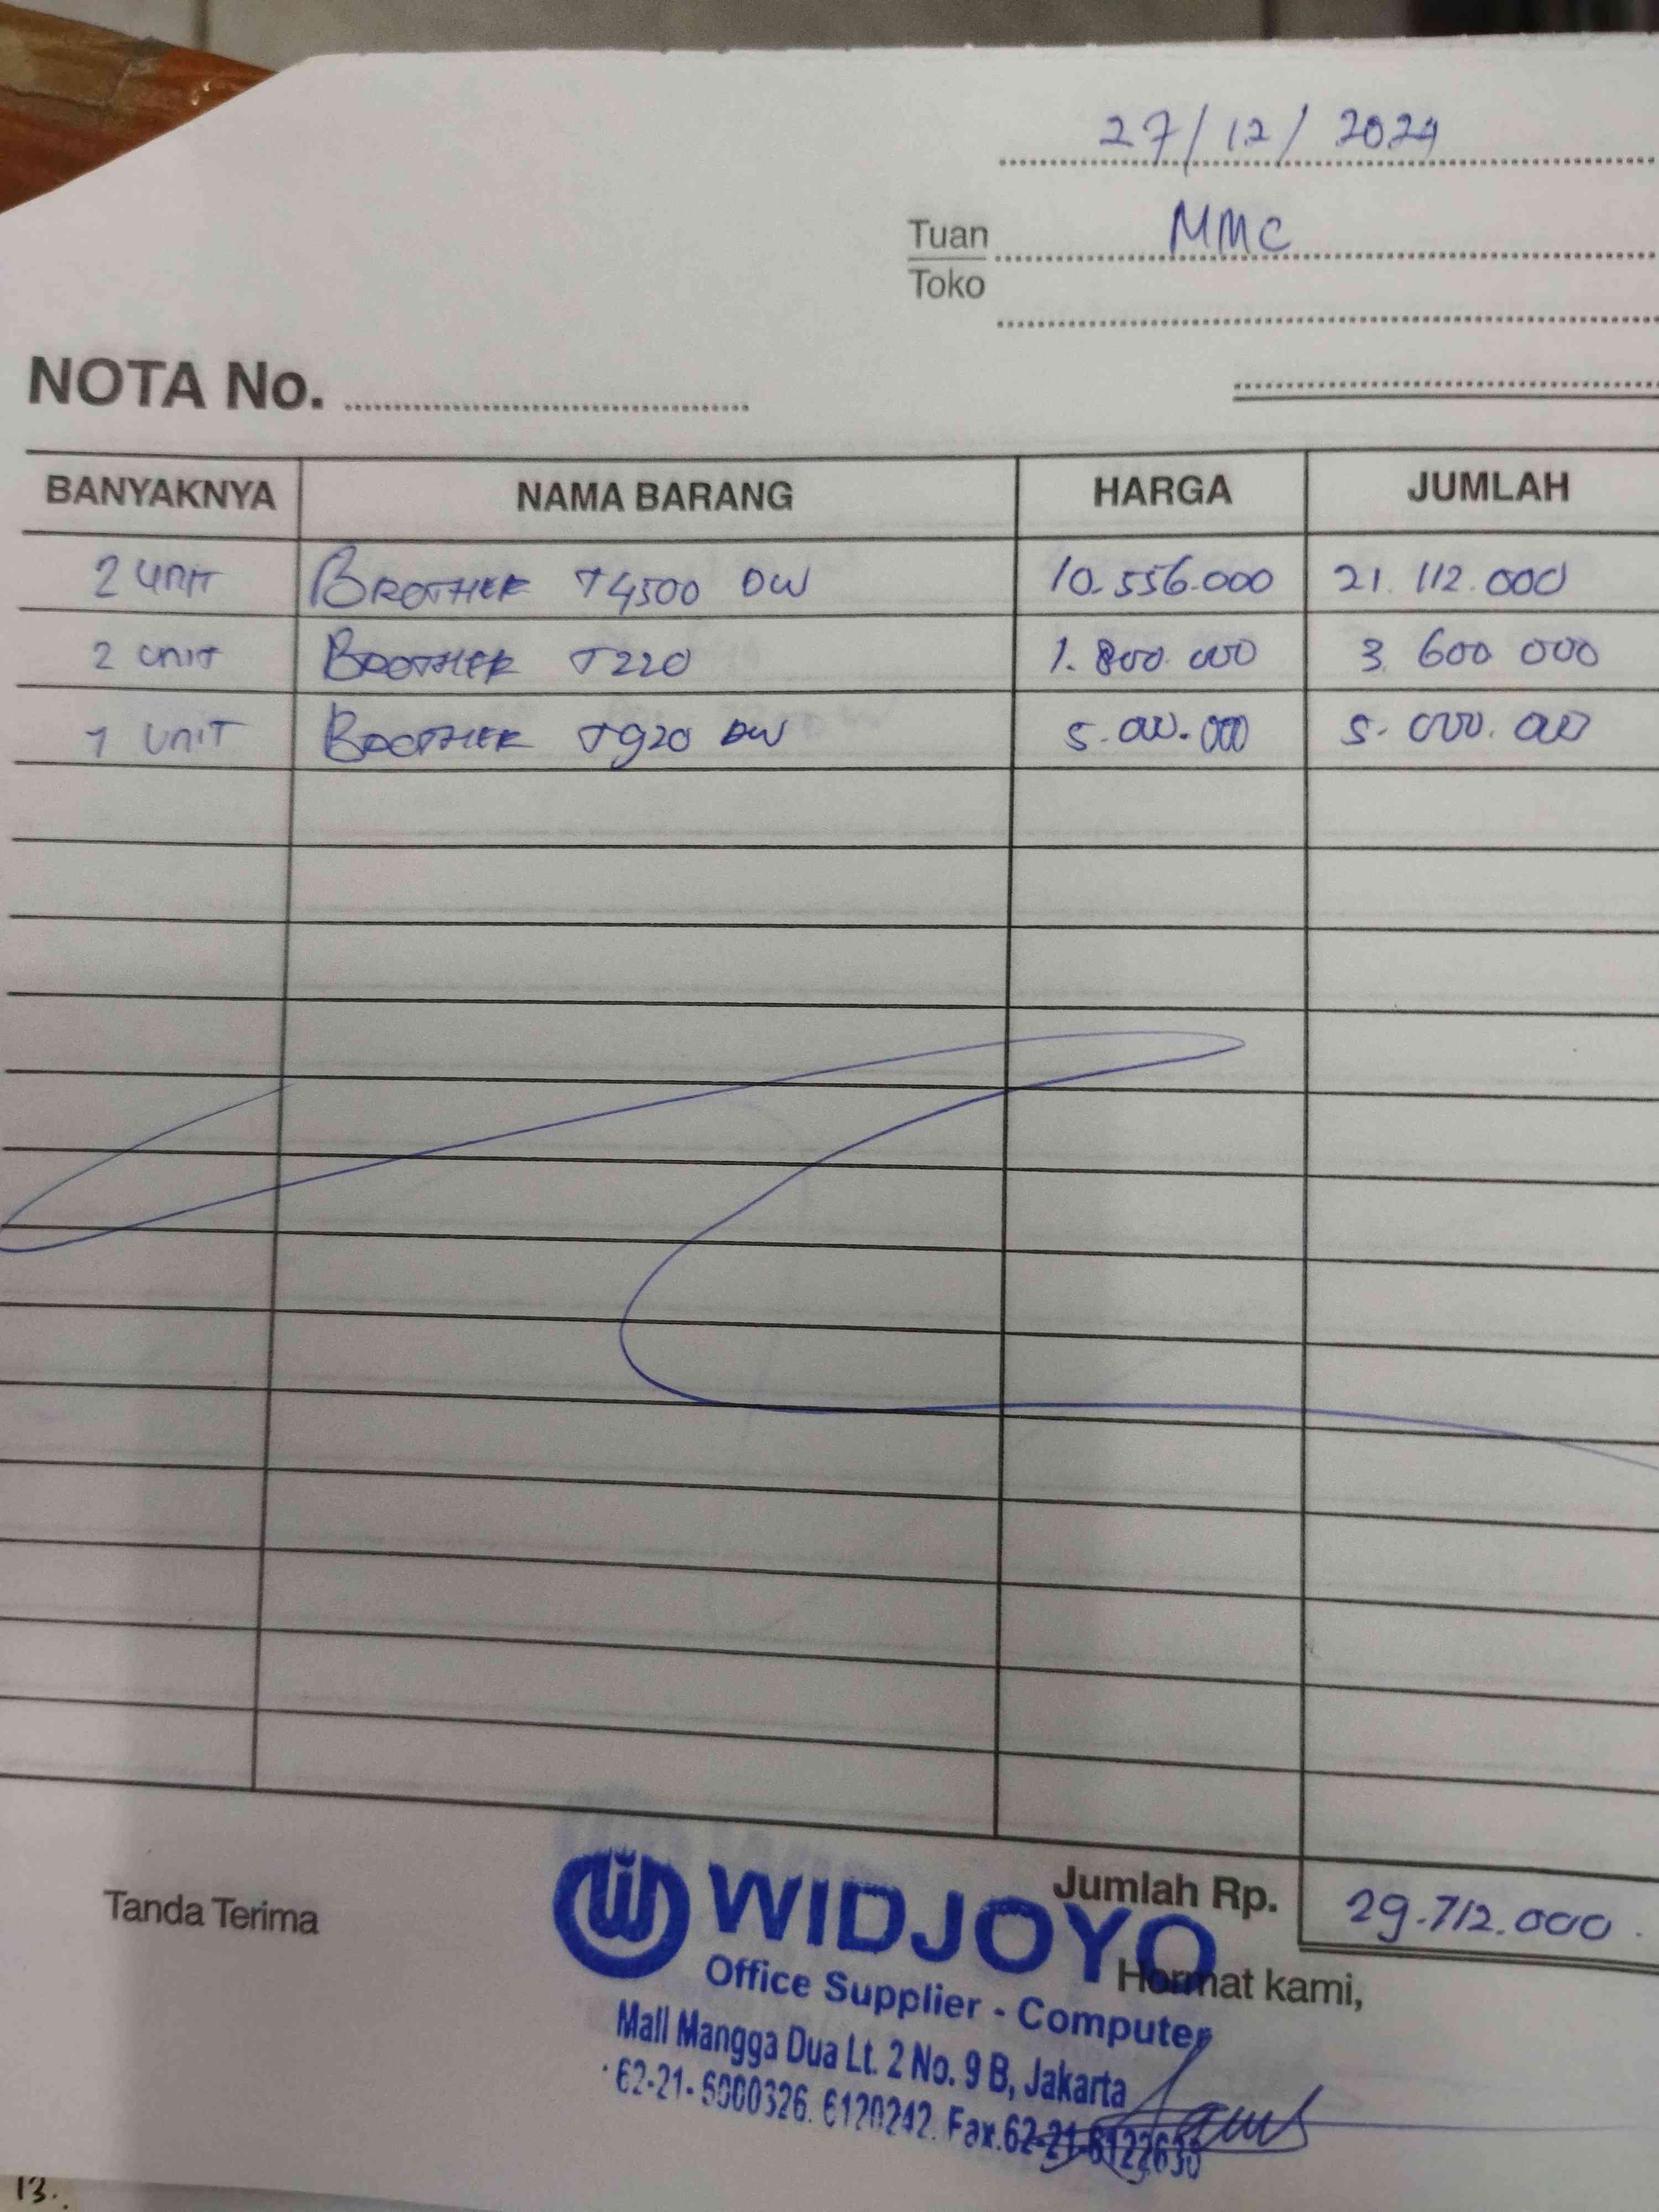 27/12/2024
Tuan MMC
Toko
NOTA No.
BANYAKNYA NAMA BARANG HARGA JUMLAH
2 UNIT BROTHER T4500 DW 10.556.000 21.112.000
2 UNIT BROTHER T220 1.800.000 3.600 000
1 UNIT BROTHER T920 DW 5.000.000 5.000.000
Jumlah Rp. 29.712.000
Tanda Terima
WIDJOYO
Hormat kami,
Office Supplier - Computer
Mall Mangga Dua Lt. 2 No. 9 B, Jakarta
62-21-6000326. 6120242. Fax.62-21-6122630
13.